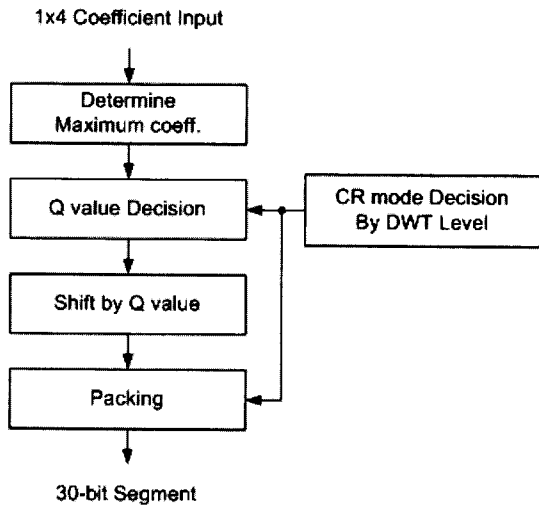 1x4 Coefficient Input
Determine
Maximum coeff.
Q value Decision
CR mode Decision
By DWT Level
Shift by Q value
Packing
30-bit Segment